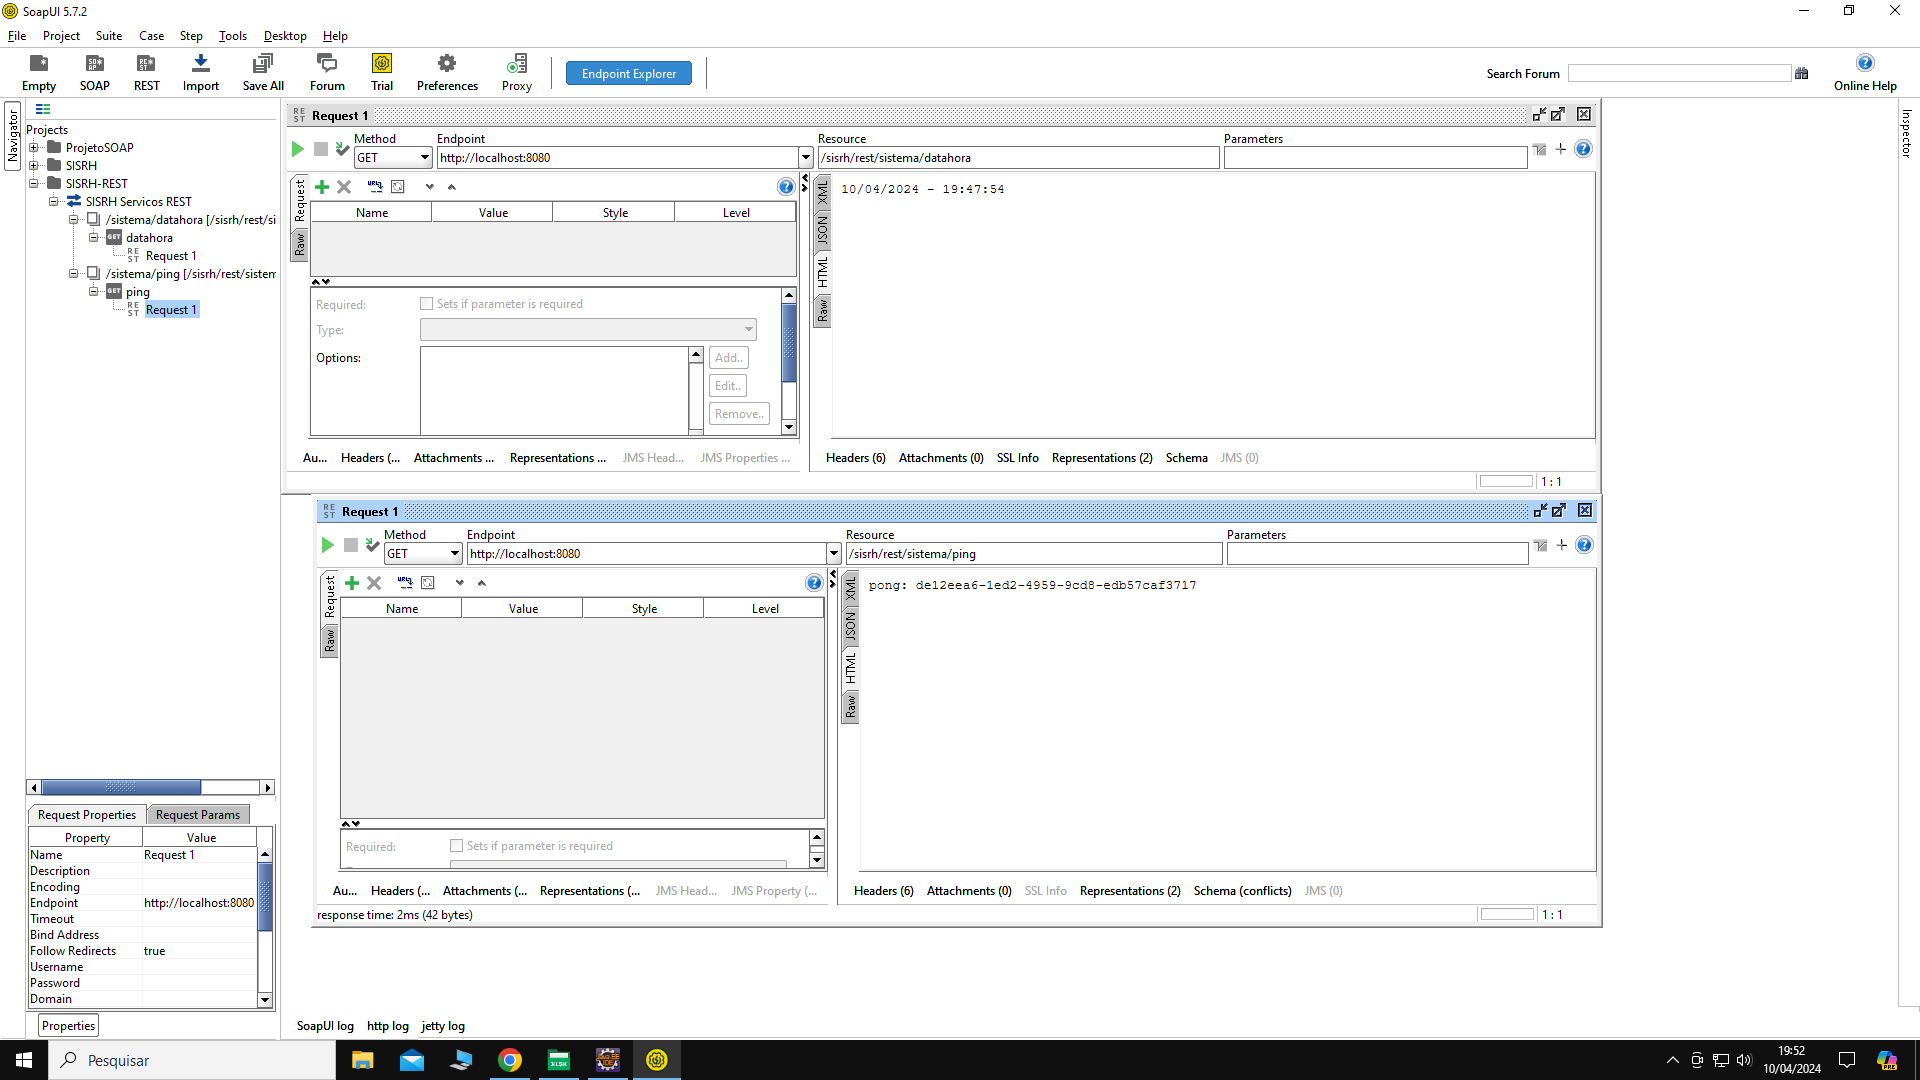 SoapUI 5.7.2
File Project Suite Case Step Tools Desktop Help
Empty SOAP REST Import Save All Forum Trial Preferences Proxy Endpoint Explorer Search Forum Online Help
Navigator
Inspector
Projects
ProjetoSOAP
SISRH
SISRH-REST
SISRH Servicos REST
/sistema/datahora [/sisrh/rest/si
GET datahora
REST Request 1
/sistema/ping [/sisrh/rest/sistem
GET ping
REST Request 1
REST Request 1
Method Endpoint Resource Parameters
GET http://localhost:8080 /sisrh/rest/sistema/datahora
Request
Raw
Name Value Style Level
Required: Sets if parameter is required
Type:
Options:
Add..
Edit..
Remove..
XML
JSON
HTML
Raw
10/04/2024 - 19:47:54
Au... Headers (... Attachments ... Representations ... JMS Head... JMS Properties ...
Headers (6) Attachments (0) SSL Info Representations (2) Schema JMS (0)
1 : 1
REST Request 1
Method Endpoint Resource Parameters
GET http://localhost:8080 /sisrh/rest/sistema/ping
Request
Raw
Name Value Style Level
Required: Sets if parameter is required
XML
JSON
HTML
Raw
pong: de12eea6-1ed2-4959-9cd8-edb57caf3717
Au... Headers (... Attachments (... Representations (... JMS Head... JMS Property (...
Headers (6) Attachments (0) SSL Info Representations (2) Schema (conflicts) JMS (0)
response time: 2ms (42 bytes)
1 : 1
Request Properties Request Params
Property Value
Name Request 1
Description
Encoding
Endpoint http://localhost:8080
Timeout
Bind Address
Follow Redirects true
Username
Password
Domain
Properties
SoapUI log http log jetty log
Pesquisar
19:52
10/04/2024